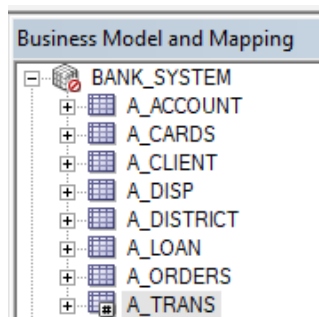 Business Model and Mapping
BANK_SYSTEM
A_ACCOUNT
A_CARDS
A_CLIENT
A_DISP
A_DISTRICT
A_LOAN
A_ORDERS
A_TRANS